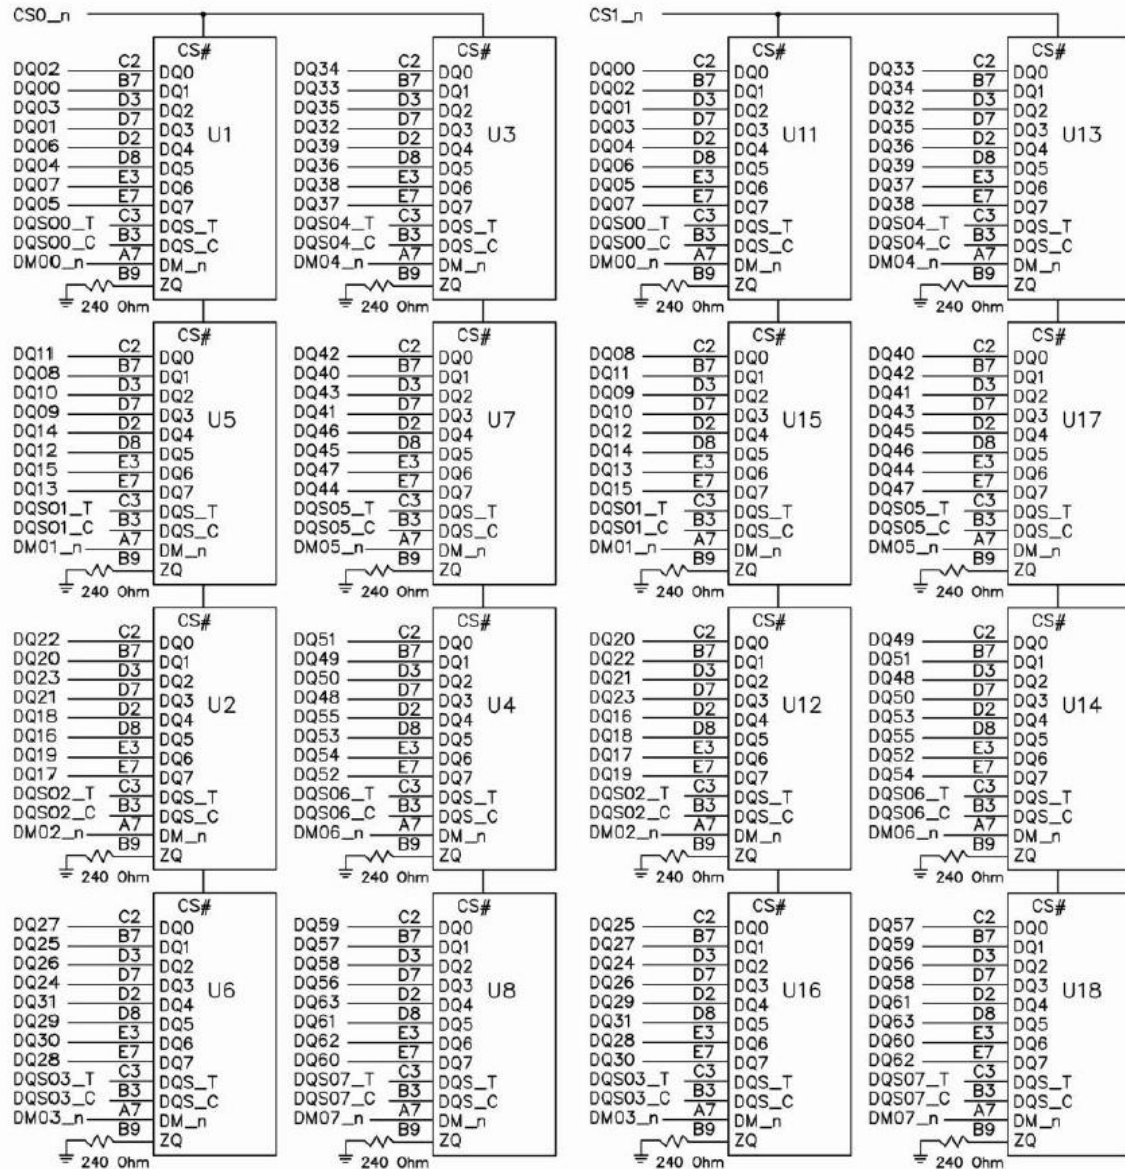 CS0_n
CS#
DQ02 C2 DQ0
DQ00 B7 DQ1
DQ03 D3 DQ2
DQ01 D7 DQ3 U1
DQ06 D2 DQ4
DQ04 D8 DQ5
DQ07 E3 DQ6
DQ05 E7 DQ7
DQS00_T C3 DQS_T
DQS00_C B3 DQS_C
DM00_n A7 DM_n
B9 ZQ
240 Ohm
CS#
DQ34 C2 DQ0
DQ33 B7 DQ1
DQ35 D3 DQ2
DQ32 D7 DQ3 U3
DQ39 D2 DQ4
DQ36 D8 DQ5
DQ38 E3 DQ6
DQ37 E7 DQ7
DQS04_T C3 DQS_T
DQS04_C B3 DQS_C
DM04_n A7 DM_n
B9 ZQ
240 Ohm
CS1_n
CS#
DQ00 C2 DQ0
DQ02 B7 DQ1
DQ01 D3 DQ2
DQ03 D7 DQ3 U11
DQ04 D2 DQ4
DQ06 D8 DQ5
DQ05 E3 DQ6
DQ07 E7 DQ7
DQS00_T C3 DQS_T
DQS00_C B3 DQS_C
DM00_n A7 DM_n
B9 ZQ
240 Ohm
CS#
DQ33 C2 DQ0
DQ34 B7 DQ1
DQ32 D3 DQ2
DQ35 D7 DQ3 U13
DQ36 D2 DQ4
DQ39 D8 DQ5
DQ37 E3 DQ6
DQ38 E7 DQ7
DQS04_T C3 DQS_T
DQS04_C B3 DQS_C
DM04_n A7 DM_n
B9 ZQ
240 Ohm
CS#
DQ11 C2 DQ0
DQ08 B7 DQ1
DQ10 D3 DQ2
DQ09 D7 DQ3 U5
DQ14 D2 DQ4
DQ12 D8 DQ5
DQ15 E3 DQ6
DQ13 E7 DQ7
DQS01_T C3 DQS_T
DQS01_C B3 DQS_C
DM01_n A7 DM_n
B9 ZQ
240 Ohm
CS#
DQ42 C2 DQ0
DQ40 B7 DQ1
DQ43 D3 DQ2
DQ41 D7 DQ3 U7
DQ46 D2 DQ4
DQ45 D8 DQ5
DQ47 E3 DQ6
DQ44 E7 DQ7
DQS05_T C3 DQS_T
DQS05_C B3 DQS_C
DM05_n A7 DM_n
B9 ZQ
240 Ohm
CS#
DQ08 C2 DQ0
DQ11 B7 DQ1
DQ09 D3 DQ2
DQ10 D7 DQ3 U15
DQ12 D2 DQ4
DQ14 D8 DQ5
DQ13 E3 DQ6
DQ15 E7 DQ7
DQS01_T C3 DQS_T
DQS01_C B3 DQS_C
DM01_n A7 DM_n
B9 ZQ
240 Ohm
CS#
DQ40 C2 DQ0
DQ42 B7 DQ1
DQ41 D3 DQ2
DQ43 D7 DQ3 U17
DQ45 D2 DQ4
DQ46 D8 DQ5
DQ44 E3 DQ6
DQ47 E7 DQ7
DQS05_T C3 DQS_T
DQS05_C B3 DQS_C
DM05_n A7 DM_n
B9 ZQ
240 Ohm
CS#
DQ22 C2 DQ0
DQ20 B7 DQ1
DQ23 D3 DQ2
DQ21 D7 DQ3 U2
DQ18 D2 DQ4
DQ16 D8 DQ5
DQ19 E3 DQ6
DQ17 E7 DQ7
DQS02_T C3 DQS_T
DQS02_C B3 DQS_C
DM02_n A7 DM_n
B9 ZQ
240 Ohm
CS#
DQ51 C2 DQ0
DQ49 B7 DQ1
DQ50 D3 DQ2
DQ48 D7 DQ3 U4
DQ55 D2 DQ4
DQ53 D8 DQ5
DQ54 E3 DQ6
DQ52 E7 DQ7
DQS06_T C3 DQS_T
DQS06_C B3 DQS_C
DM06_n A7 DM_n
B9 ZQ
240 Ohm
CS#
DQ20 C2 DQ0
DQ22 B7 DQ1
DQ21 D3 DQ2
DQ23 D7 DQ3 U12
DQ16 D2 DQ4
DQ18 D8 DQ5
DQ17 E3 DQ6
DQ19 E7 DQ7
DQS02_T C3 DQS_T
DQS02_C B3 DQS_C
DM02_n A7 DM_n
B9 ZQ
240 Ohm
CS#
DQ49 C2 DQ0
DQ51 B7 DQ1
DQ48 D3 DQ2
DQ50 D7 DQ3 U14
DQ53 D2 DQ4
DQ55 D8 DQ5
DQ52 E3 DQ6
DQ54 E7 DQ7
DQS06_T C3 DQS_T
DQS06_C B3 DQS_C
DM06_n A7 DM_n
B9 ZQ
240 Ohm
CS#
DQ27 C2 DQ0
DQ25 B7 DQ1
DQ26 D3 DQ2
DQ24 D7 DQ3 U6
DQ31 D2 DQ4
DQ29 D8 DQ5
DQ30 E3 DQ6
DQ28 E7 DQ7
DQS03_T C3 DQS_T
DQS03_C B3 DQS_C
DM03_n A7 DM_n
B9 ZQ
240 Ohm
CS#
DQ59 C2 DQ0
DQ57 B7 DQ1
DQ58 D3 DQ2
DQ56 D7 DQ3 U8
DQ63 D2 DQ4
DQ61 D8 DQ5
DQ62 E3 DQ6
DQ60 E7 DQ7
DQS07_T C3 DQS_T
DQS07_C B3 DQS_C
DM07_n A7 DM_n
B9 ZQ
240 Ohm
CS#
DQ25 C2 DQ0
DQ27 B7 DQ1
DQ24 D3 DQ2
DQ26 D7 DQ3 U16
DQ29 D2 DQ4
DQ31 D8 DQ5
DQ28 E3 DQ6
DQ30 E7 DQ7
DQS03_T C3 DQS_T
DQS03_C B3 DQS_C
DM03_n A7 DM_n
B9 ZQ
240 Ohm
CS#
DQ57 C2 DQ0
DQ59 B7 DQ1
DQ56 D3 DQ2
DQ58 D7 DQ3 U18
DQ61 D2 DQ4
DQ63 D8 DQ5
DQ60 E3 DQ6
DQ62 E7 DQ7
DQS07_T C3 DQS_T
DQS07_C B3 DQS_C
DM07_n A7 DM_n
B9 ZQ
240 Ohm